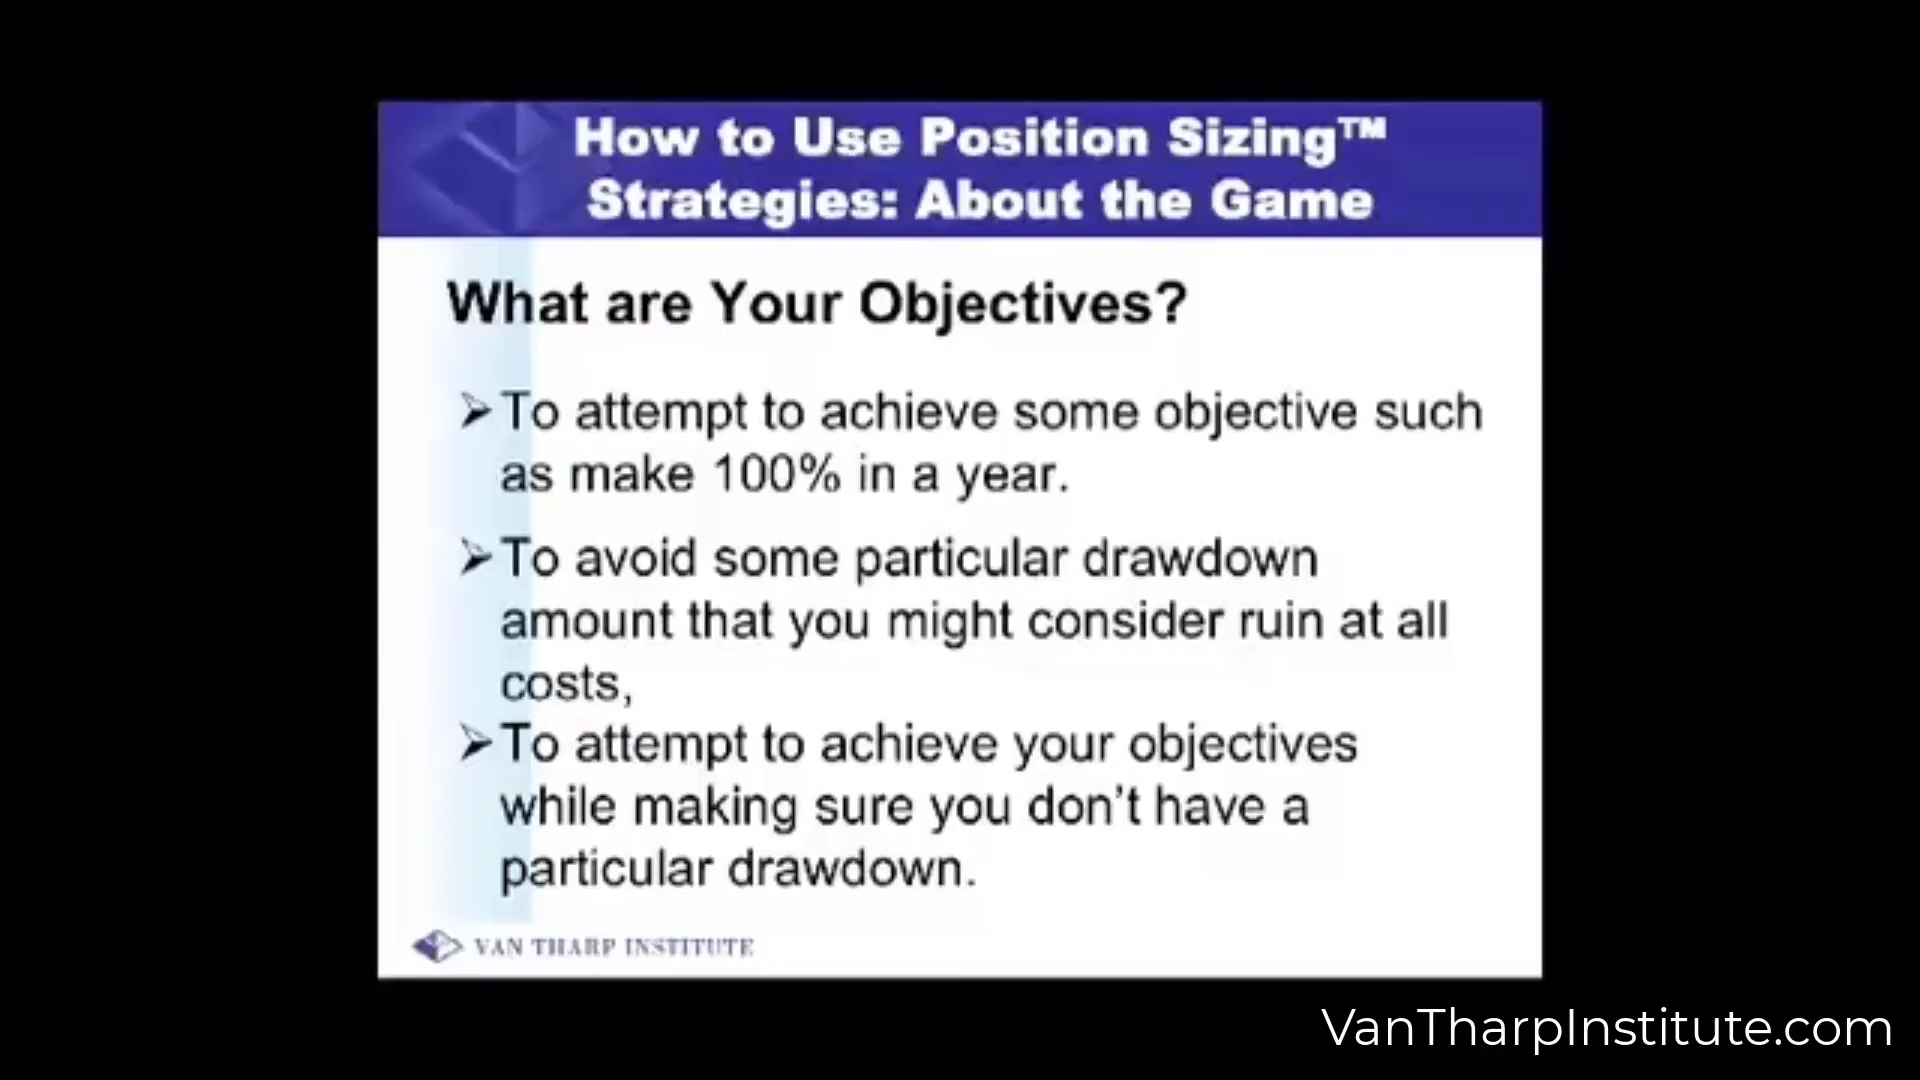 How to Use Position Sizing™
Strategies: About the Game
What are Your Objectives?
➢To attempt to achieve some objective such
as make 100% in a year.
➢To avoid some particular drawdown
amount that you might consider ruin at all
costs,
➢To attempt to achieve your objectives
while making sure you don't have a
particular drawdown.
VAN THARP INSTITUTE
VanTharpInstitute.com